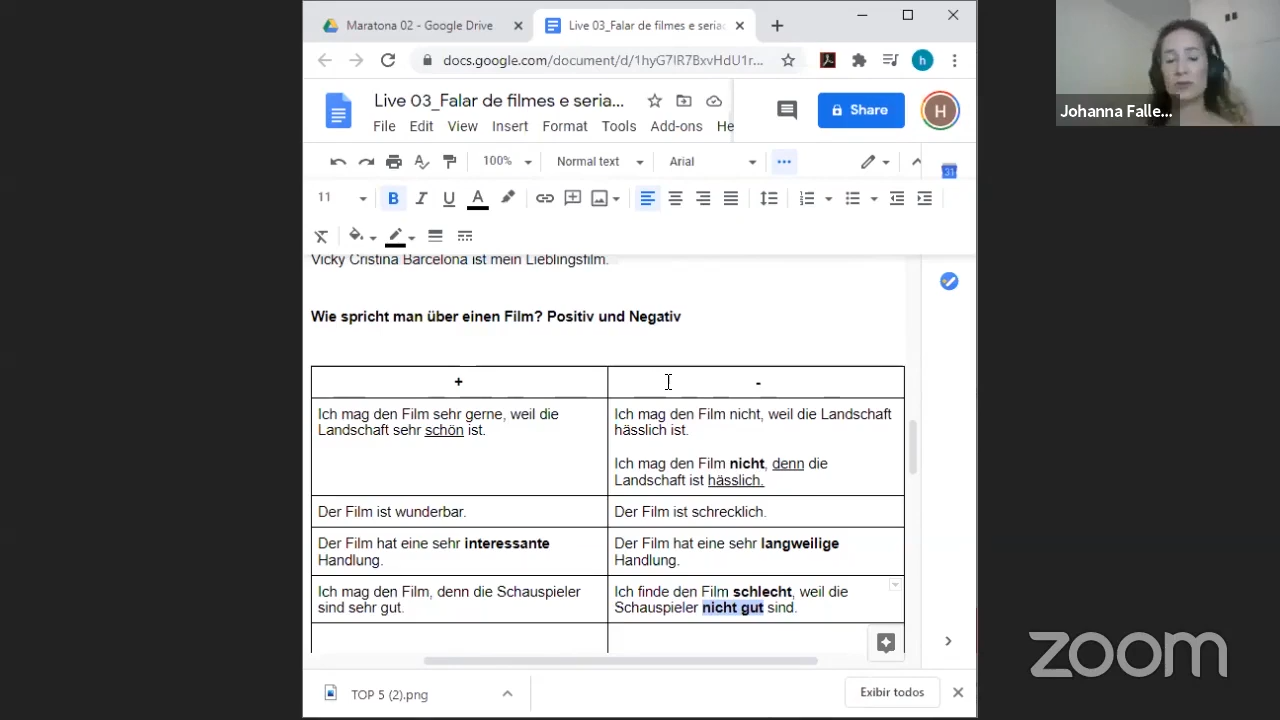 Maratona 02 - Google Drive
Live 03_Falar de filmes e seriac
docs.google.com/document/d/1hyG7IR7BxvHdU1r...
h
Live 03_Falar de filmes e seria...
Share
H
File Edit View Insert Format Tools Add-ons He
100% Normal text Arial
31
11 B I U A
Vicky Cristina Barcelona ist mein Lieblingsfilm.
Wie spricht man über einen Film? Positiv und Negativ
+ -
Ich mag den Film sehr gerne, weil die
Landschaft sehr schön ist.
Ich mag den Film nicht, weil die Landschaft
hässlich ist.
Ich mag den Film nicht, denn die
Landschaft ist hässlich.
Der Film ist wunderbar.
Der Film ist schrecklich.
Der Film hat eine sehr interessante
Handlung.
Der Film hat eine sehr langweilige
Handlung.
Ich mag den Film, denn die Schauspieler
sind sehr gut.
Ich finde den Film schlecht, weil die
Schauspieler nicht gut sind.
TOP 5 (2).png
Exibir todos
Johanna Falle...
zoom